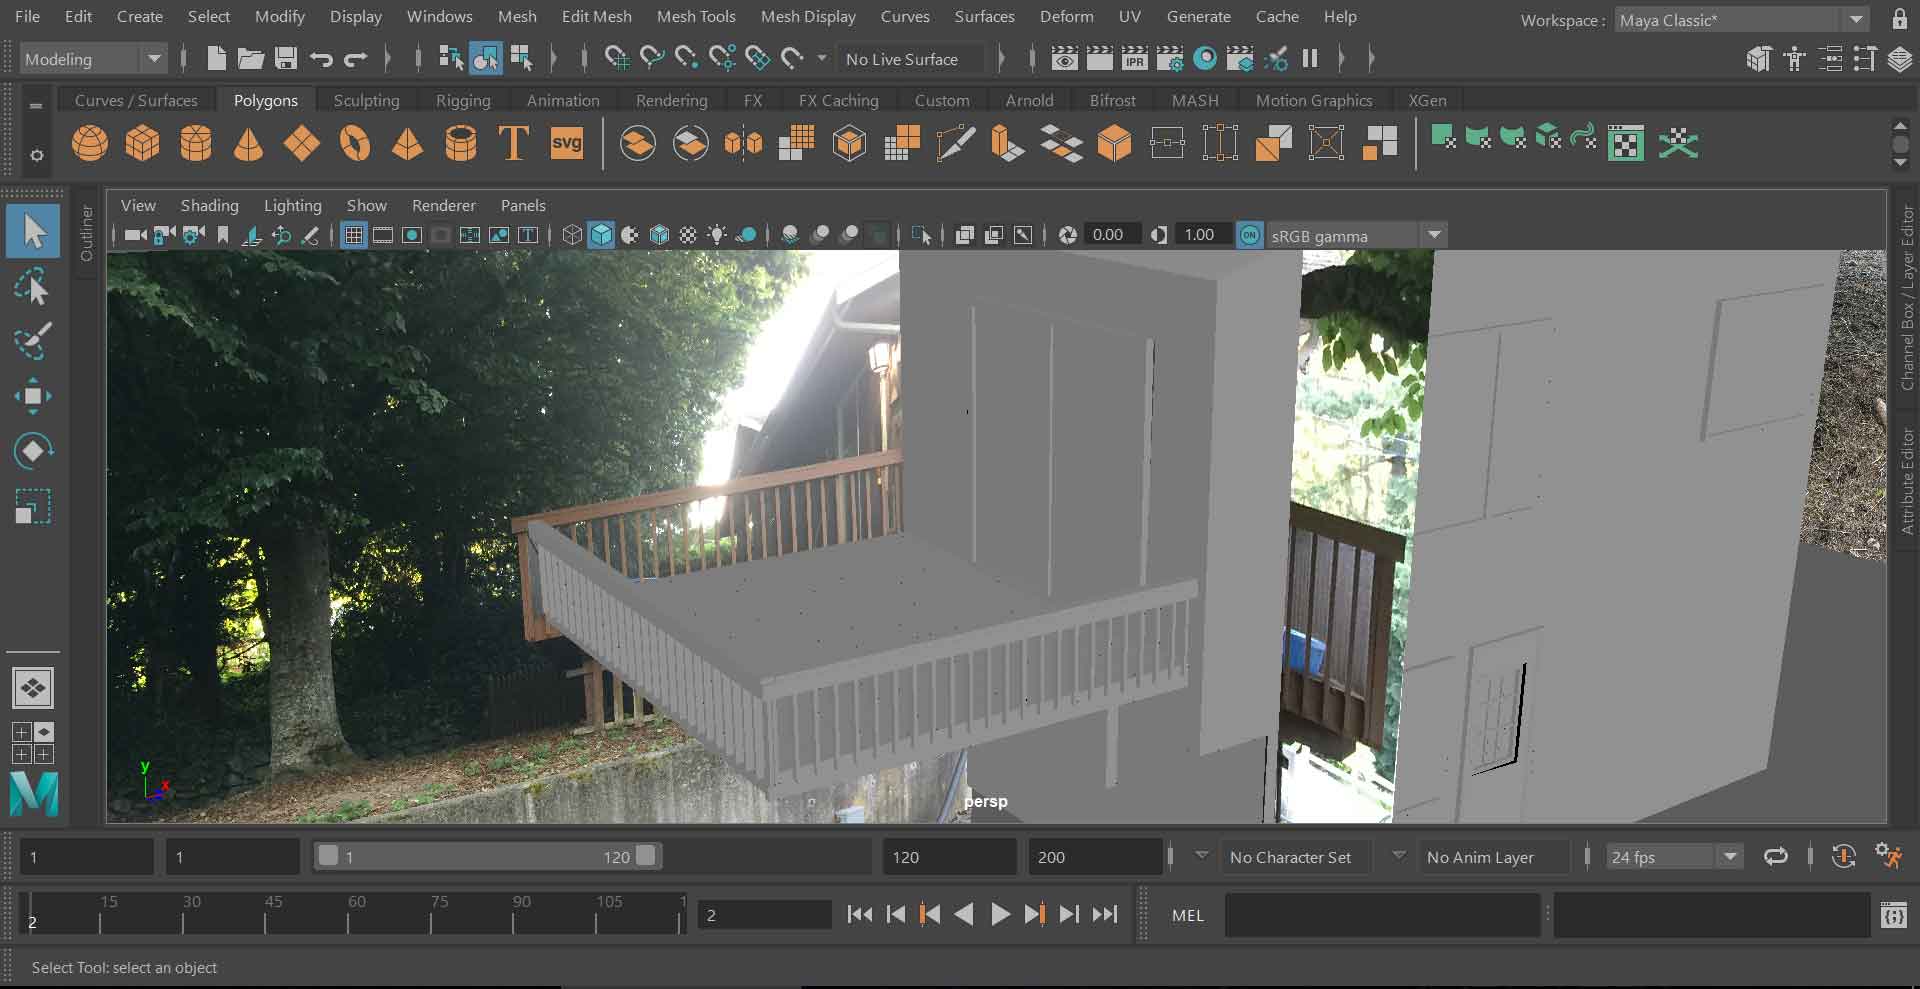 File Edit Create Select Modify Display Windows Mesh Edit Mesh Mesh Tools Mesh Display Curves Surfaces Deform UV Generate Cache Help Workspace : Maya Classic*
Modeling No Live Surface IPR
Curves / Surfaces Polygons Sculpting Rigging Animation Rendering FX FX Caching Custom Arnold Bifrost MASH Motion Graphics XGen
T svg
View Shading Lighting Show Renderer Panels
T 0.00 1.00 ON sRGB gamma
Outliner
Channel Box / Layer Editor
Attribute Editor
y
x
persp
1 1 1 120 120 200 No Character Set No Anim Layer 24 fps
2 15 30 45 60 75 90 105 1 2 MEL
Select Tool: select an object